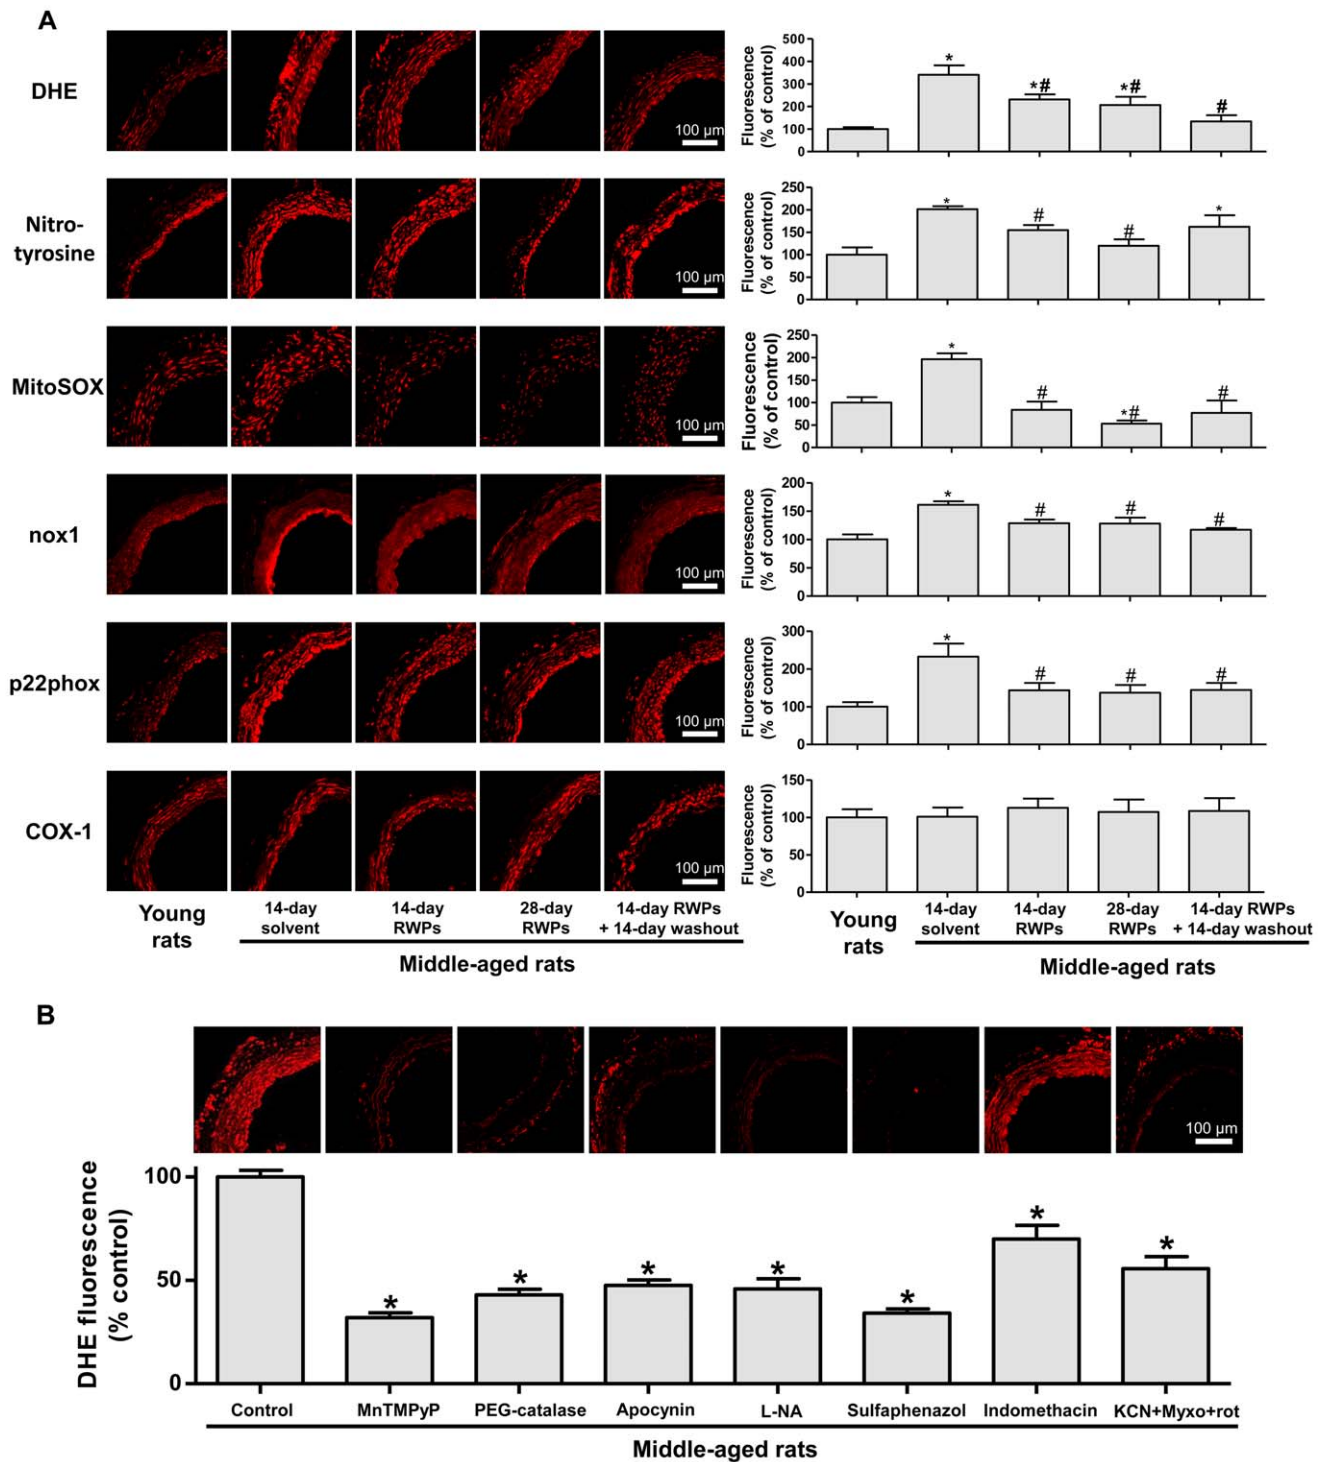 A
DHE
100 µm
Fluorescence
(% of control)
500
400
300
200
100
0
*
*#
*#
#
Nitro-
tyrosine
100 µm
Fluorescence
(% of control)
250
200
150
100
50
0
*
#
#
*
MitoSOX
100 µm
Fluorescence
(% of control)
250
200
150
100
50
0
*
#
*#
#
nox1
100 µm
Fluorescence
(% of control)
200
150
100
50
0
*
#
#
#
p22phox
100 µm
Fluorescence
(% of control)
300
200
100
0
*
#
#
#
COX-1
100 µm
Fluorescence
(% of control)
150
100
50
0
Young
rats
14-day
solvent
14-day
RWPs
28-day
RWPs
14-day RWPs
+ 14-day washout
Middle-aged rats
Young
rats
14-day
solvent
14-day
RWPs
28-day
RWPs
14-day RWPs
+ 14-day washout
Middle-aged rats
B
100 µm
DHE fluorescence
(% control)
100
50
0
*
*
*
*
*
*
*
Control
MnTMPyP
PEG-catalase
Apocynin
L-NA
Sulfaphenazol
Indomethacin
KCN+Myxo+rot
Middle-aged rats